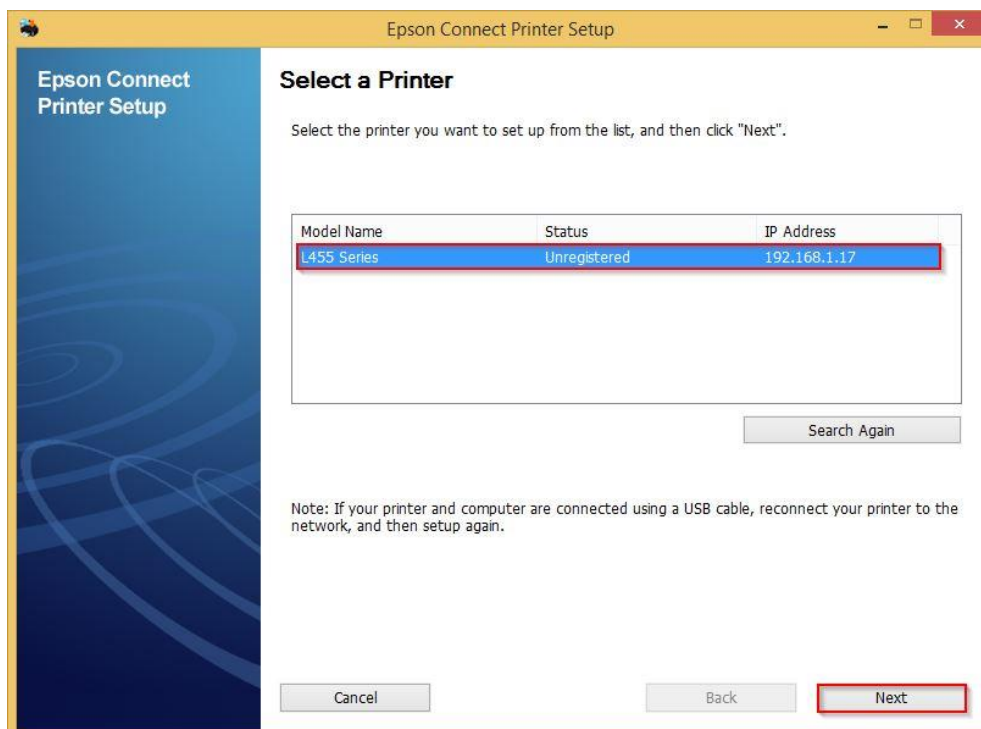 Epson Connect Printer Setup
Epson Connect
Printer Setup
Select a Printer
Select the printer you want to set up from the list, and then click "Next".
Model Name Status IP Address
L455 Series Unregistered 192.168.1.17
Search Again
Note: If your printer and computer are connected using a USB cable, reconnect your printer to the
network, and then setup again.
Cancel Back Next